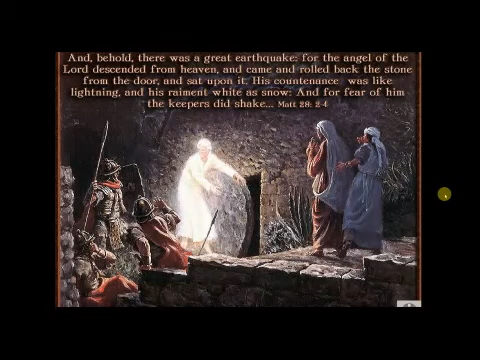 And, behold, there was a great earthquake: for the angel of the
Lord descended from heaven, and came and rolled back the stone
from the door, and sat upon it. His countenance was like
lightning, and his raiment white as snow: And for fear of him
the keepers did shake... Matt 28: 2-4